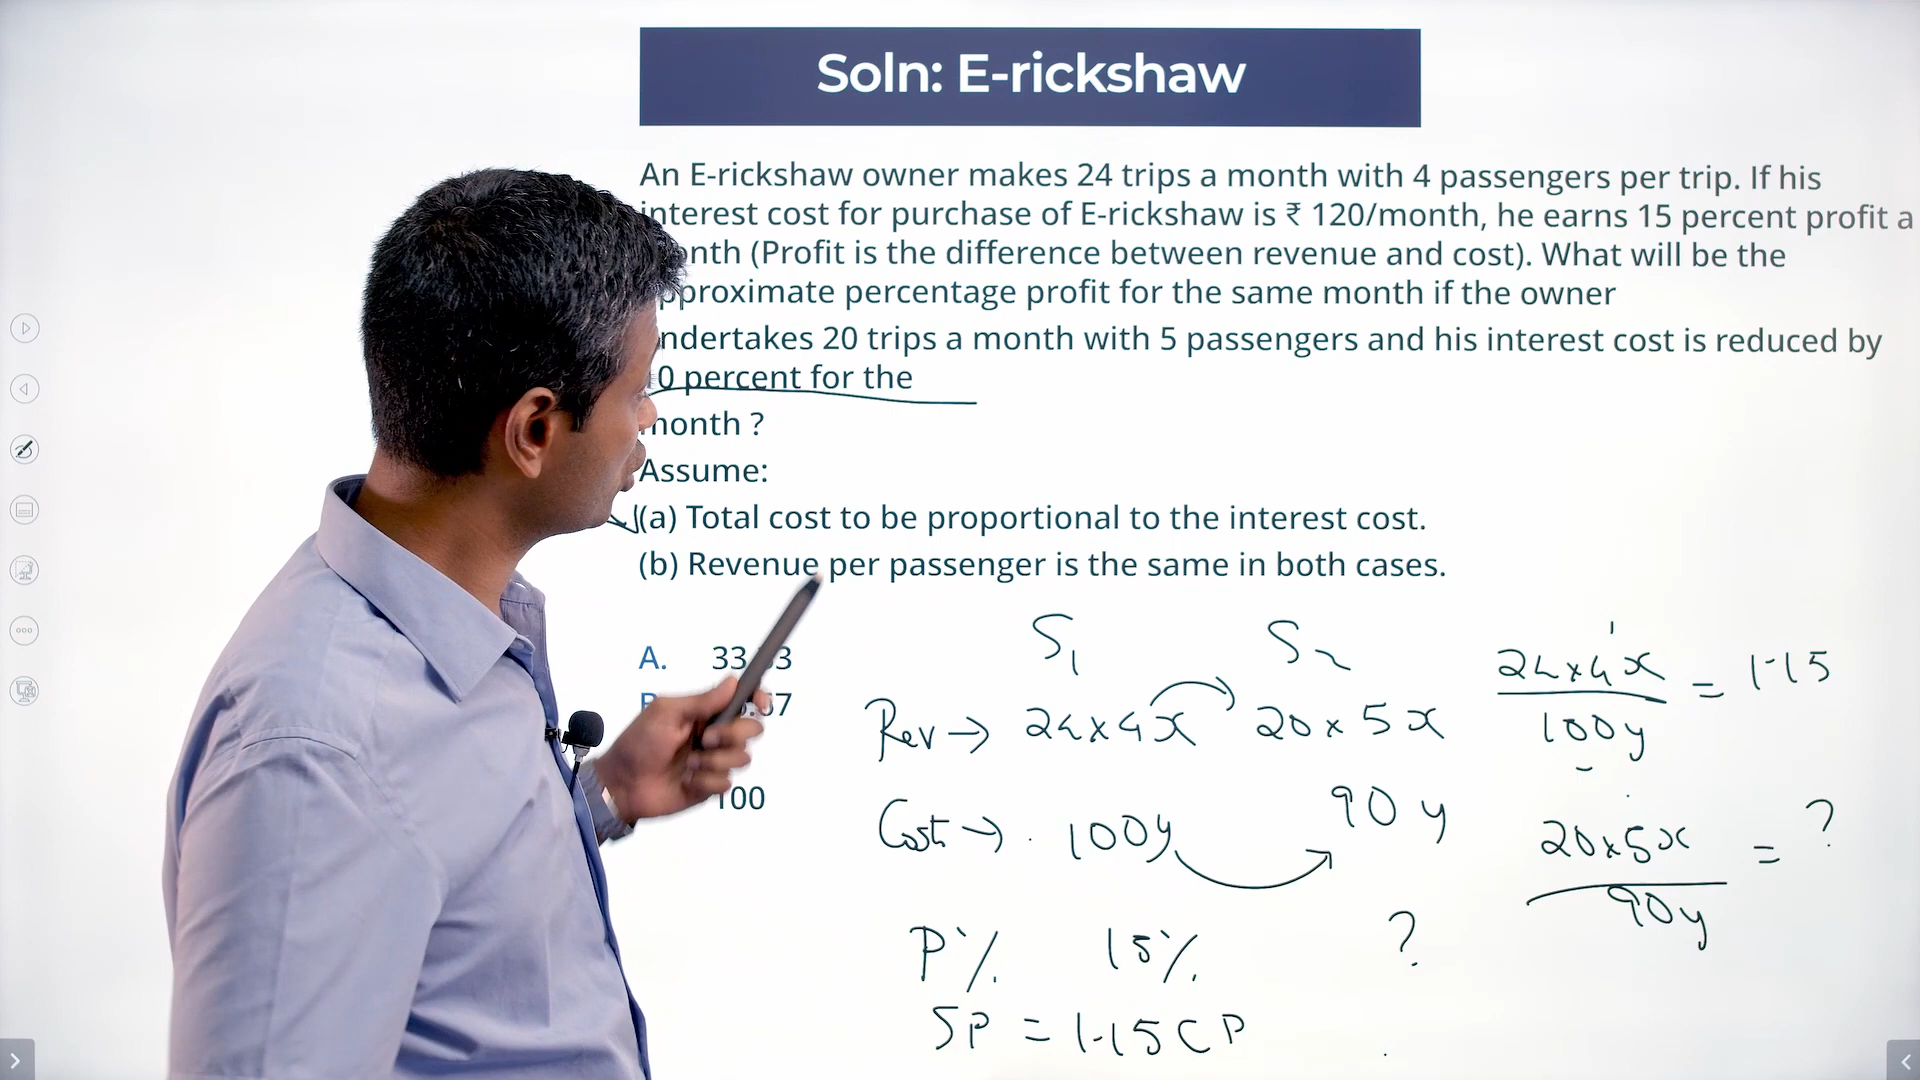 Soln: E-rickshaw
An E-rickshaw owner makes 24 trips a month with 4 passengers per trip. If his
interest cost for purchase of E-rickshaw is ₹ 120/month, he earns 15 percent profit a
onth (Profit is the difference between revenue and cost). What will be the
pproximate percentage profit for the same month if the owner
ndertakes 20 trips a month with 5 passengers and his interest cost is reduced by
0 percent for the
month ?
Assume:
(a) Total cost to be proportional to the interest cost.
(b) Revenue per passenger is the same in both cases.
A. 33 33
7
100
S1 S2
Rev → 24x4x 20x5x
Cost → 100y 90y
P% 15% ?
SP = 1.15CP
24x4x
100y
= 1.15
20x5x
90y
= ?